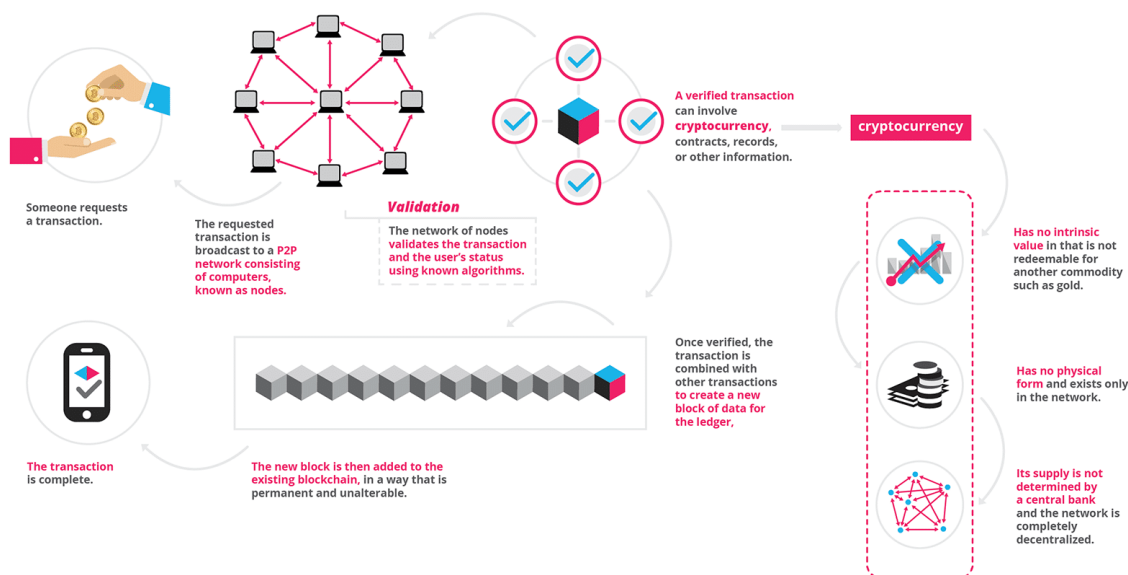 Someone requests
a transaction.
The requested
transaction is
broadcast to a P2P
network consisting
of computers,
known as nodes.
Validation
The network of nodes
validates the transaction
and the user's status
using known algorithms.
A verified transaction
can involve
cryptocurrency,
contracts, records,
or other information.
cryptocurrency
Has no intrinsic
value in that is not
redeemable for
another commodity
such as gold.
Has no physical
form and exists only
in the network.
Its supply is not
determined by
a central bank
and the network is
completely
decentralized.
Once verified, the
transaction is
combined with
other transactions
to create a new
block of data for
the ledger,
The new block is then added to the
existing blockchain, in a way that is
permanent and unalterable.
The transaction
is complete.